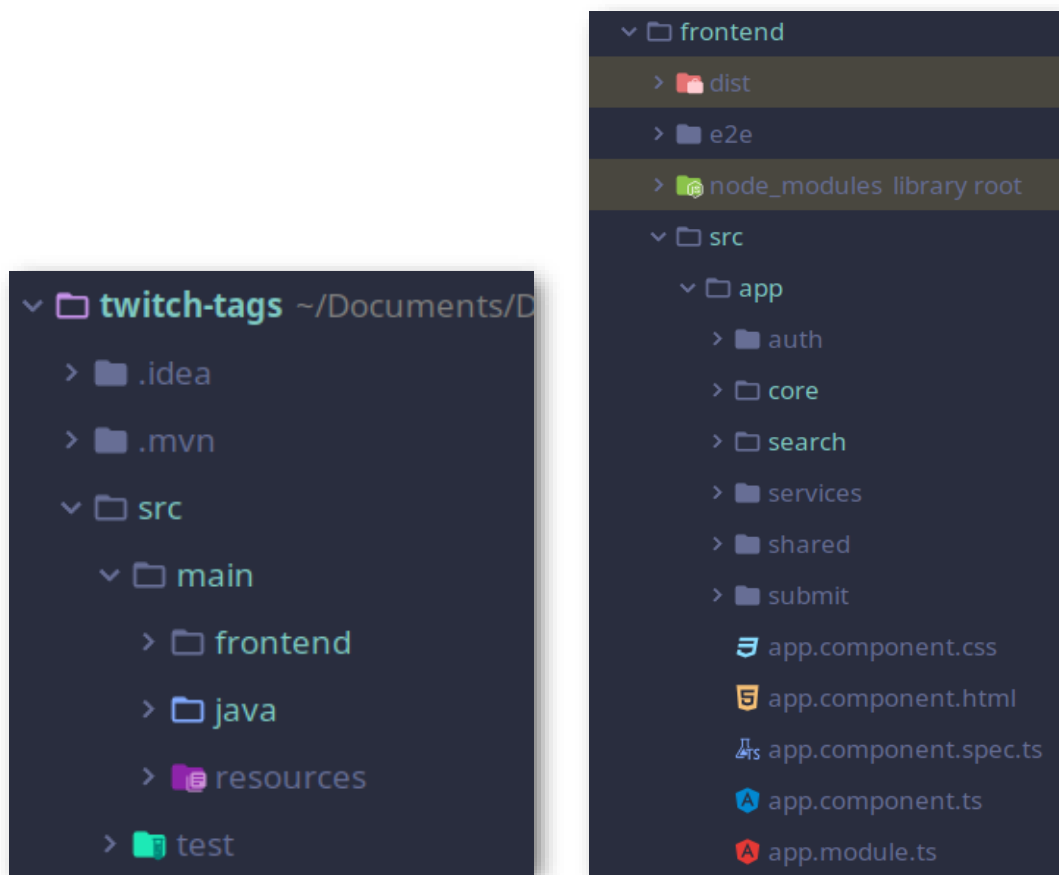 twitch-tags ~/Documents/D
.idea
.mvn
src
main
frontend
java
resources
test
frontend
dist
e2e
node_modules library root
src
app
auth
core
search
services
shared
submit
app.component.css
app.component.html
app.component.spec.ts
app.component.ts
app.module.ts